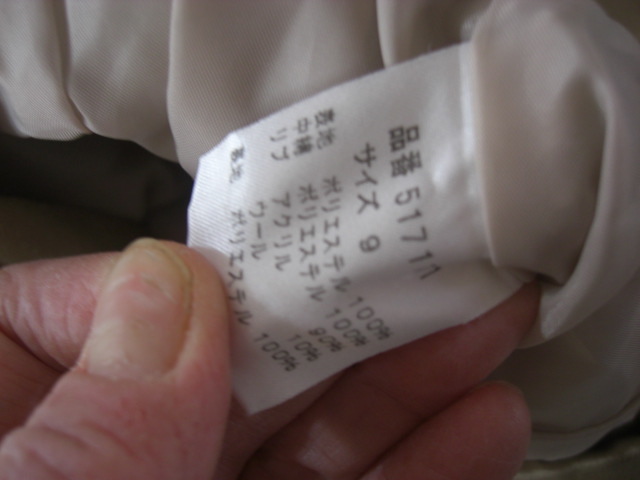 品番 51711
サイズ 9
表地 ポリエステル 100%
中綿 ポリエステル 100%
リブ アクリル 90%
ウール 10%
裏地 ポリエステル 100%